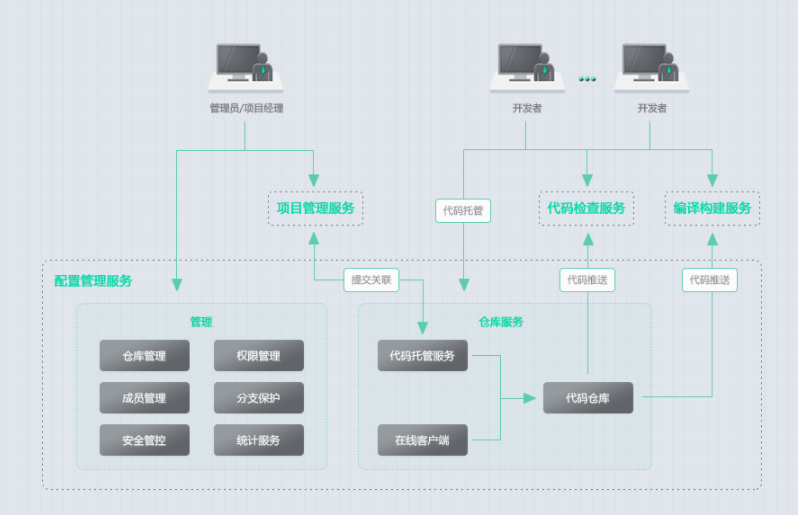 管理员/项目经理
开发者
开发者
项目管理服务
代码托管
代码检查服务
编译构建服务
配置管理服务
提交关联
代码推送
代码推送
管理
仓库服务
仓库管理
权限管理
代码托管服务
成员管理
分支保护
代码仓库
安全管控
统计服务
在线客户端